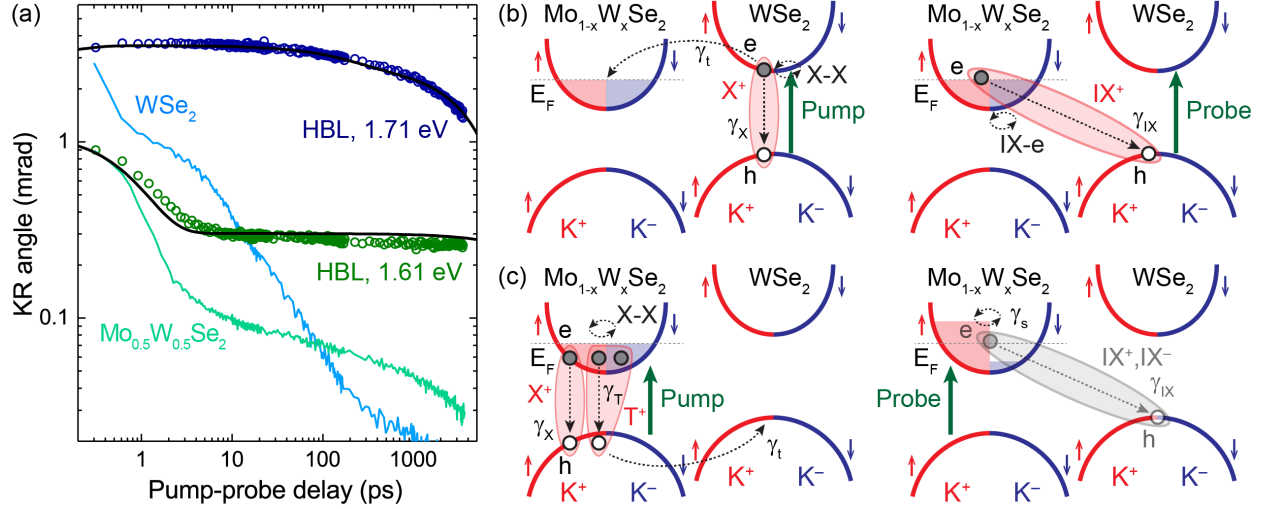 (a)
KR angle (mrad)
1
0.1
WSe2
HBL, 1.71 eV
HBL, 1.61 eV
Mo0.5W0.5Se2
1 10 100 1000
Pump-probe delay (ps)
(b)
Mo1-xWxSe2 WSe2
e
γt
X-X
EF
X+
Pump
γX
h
K+ K−
K+ K−
Mo1-xWxSe2 WSe2
e
EF
IX+
Probe
γIX
IX-e
h
K+ K−
K+ K−
(c)
Mo1-xWxSe2 WSe2
X-X
e
EF
X+
γT
T+
Pump
γX
h
γt
K+ K−
K+ K−
Mo1-xWxSe2 WSe2
γs
e
EF
IX+,IX−
Probe
γIX
h
K+ K−
K+ K−